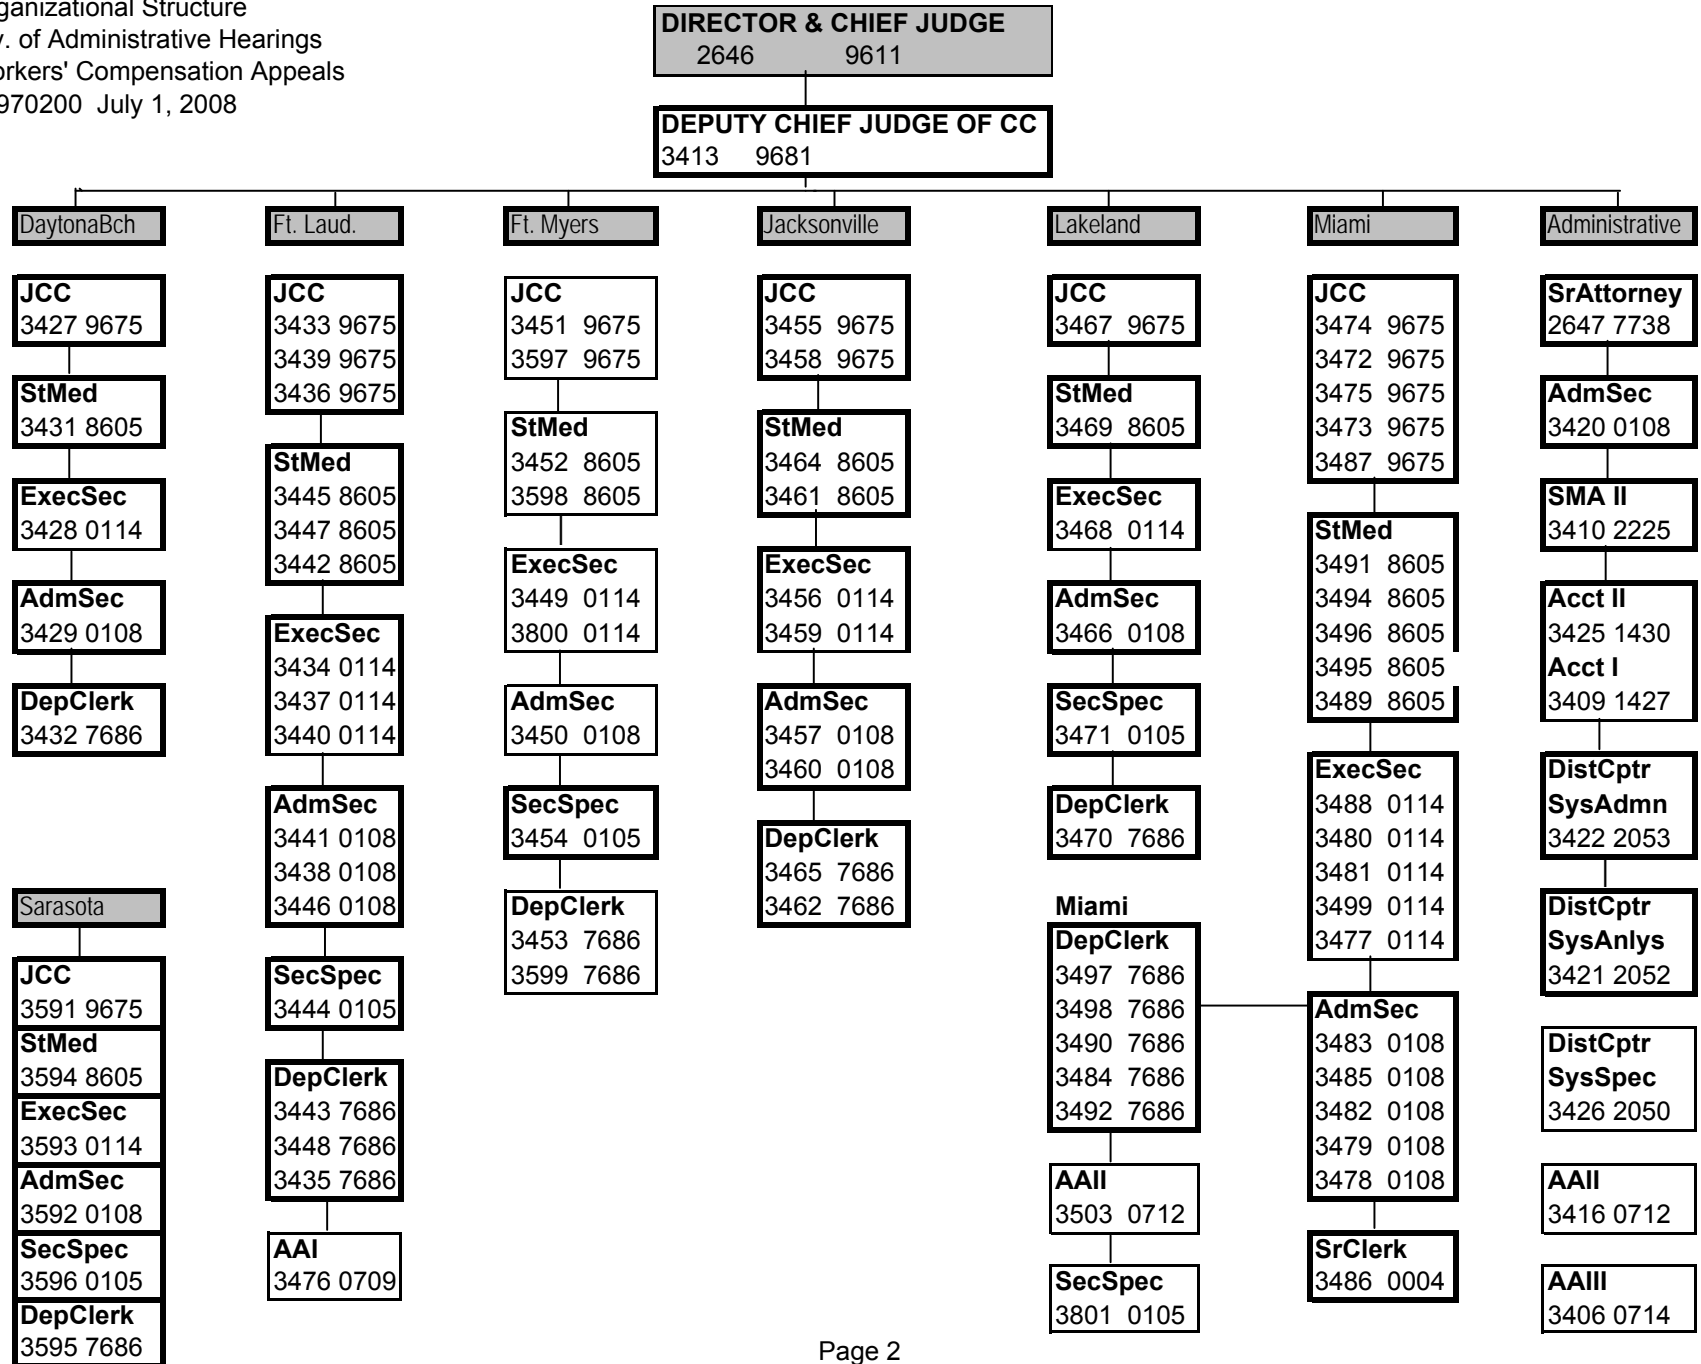 ganizational Structure
. of Administrative Hearings
orkers' Compensation Appeals
970200 July 1, 2008
DIRECTOR & CHIEF JUDGE
2646 9611
DEPUTY CHIEF JUDGE OF CC
3413 9681
DaytonaBch
JCC
3427 9675
StMed
3431 8605
ExecSec
3428 0114
AdmSec
3429 0108
DepClerk
3432 7686
Sarasota
JCC
3591 9675
StMed
3594 8605
ExecSec
3593 0114
AdmSec
3592 0108
SecSpec
3596 0105
DepClerk
3595 7686
Ft. Laud.
JCC
3433 9675
3439 9675
3436 9675
StMed
3445 8605
3447 8605
3442 8605
ExecSec
3434 0114
3437 0114
3440 0114
AdmSec
3441 0108
3438 0108
3446 0108
SecSpec
3444 0105
DepClerk
3443 7686
3448 7686
3435 7686
AAI
3476 0709
Ft. Myers
JCC
3451 9675
3597 9675
StMed
3452 8605
3598 8605
ExecSec
3449 0114
3800 0114
AdmSec
3450 0108
SecSpec
3454 0105
DepClerk
3453 7686
3599 7686
Jacksonville
JCC
3455 9675
3458 9675
StMed
3464 8605
3461 8605
ExecSec
3456 0114
3459 0114
AdmSec
3457 0108
3460 0108
DepClerk
3465 7686
3462 7686
Lakeland
JCC
3467 9675
StMed
3469 8605
ExecSec
3468 0114
AdmSec
3466 0108
SecSpec
3471 0105
DepClerk
3470 7686
Miami
DepClerk
3497 7686
3498 7686
3490 7686
3484 7686
3492 7686
AAII
3503 0712
SecSpec
3801 0105
Miami
JCC
3474 9675
3472 9675
3475 9675
3473 9675
3487 9675
StMed
3491 8605
3494 8605
3496 8605
3495 8605
3489 8605
ExecSec
3488 0114
3480 0114
3481 0114
3499 0114
3477 0114
AdmSec
3483 0108
3485 0108
3482 0108
3479 0108
3478 0108
SrClerk
3486 0004
Administrative
SrAttorney
2647 7738
AdmSec
3420 0108
SMA II
3410 2225
Acct II
3425 1430
Acct I
3409 1427
DistCptr
SysAdmn
3422 2053
DistCptr
SysAnlys
3421 2052
DistCptr
SysSpec
3426 2050
AAII
3416 0712
AAIII
3406 0714
Page 2